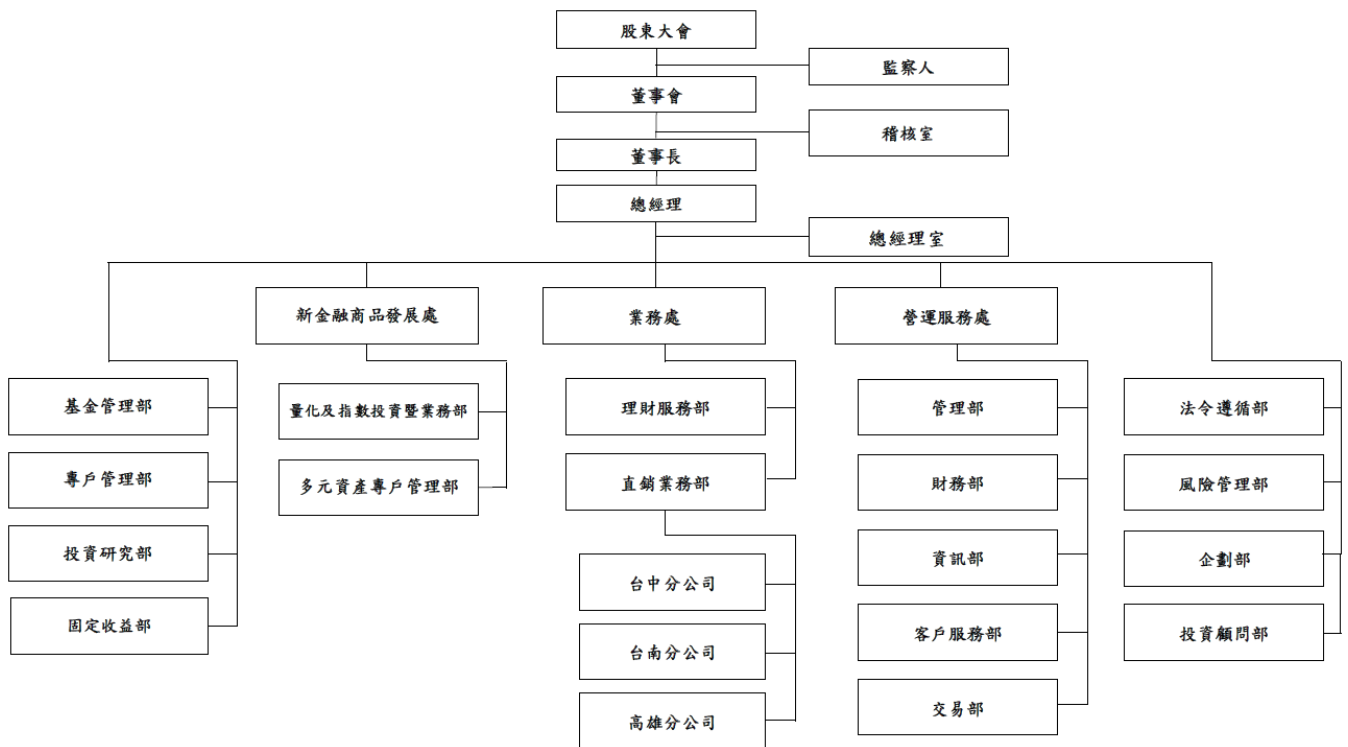 股東大會
監察人
董事會
稽核室
董事長
總經理
總經理室
新金融商品發展處
業務處
營運服務處
基金管理部
專戶管理部
投資研究部
固定收益部
量化及指數投資暨業務部
多元資產專戶管理部
理財服務部
直銷業務部
台中分公司
台南分公司
高雄分公司
管理部
財務部
資訊部
客戶服務部
交易部
法令遵循部
風險管理部
企劃部
投資顧問部